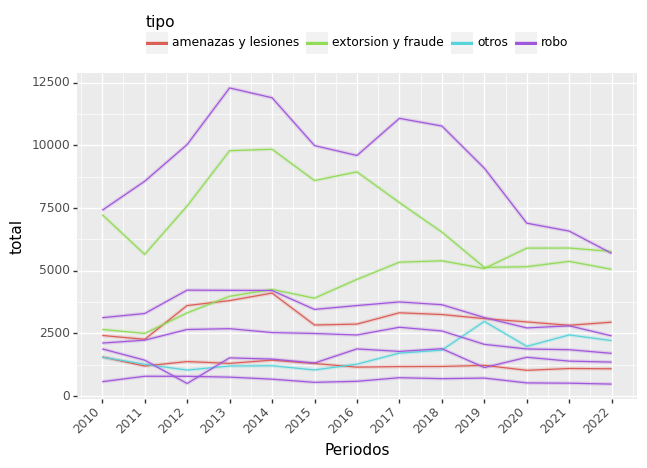 tipo
amenazas y lesiones extorsion y fraude otros robo
12500
10000
7500
5000
2500
0
total
2010 2011 2012 2013 2014 2015 2016 2017 2018 2019 2020 2021 2022
Periodos